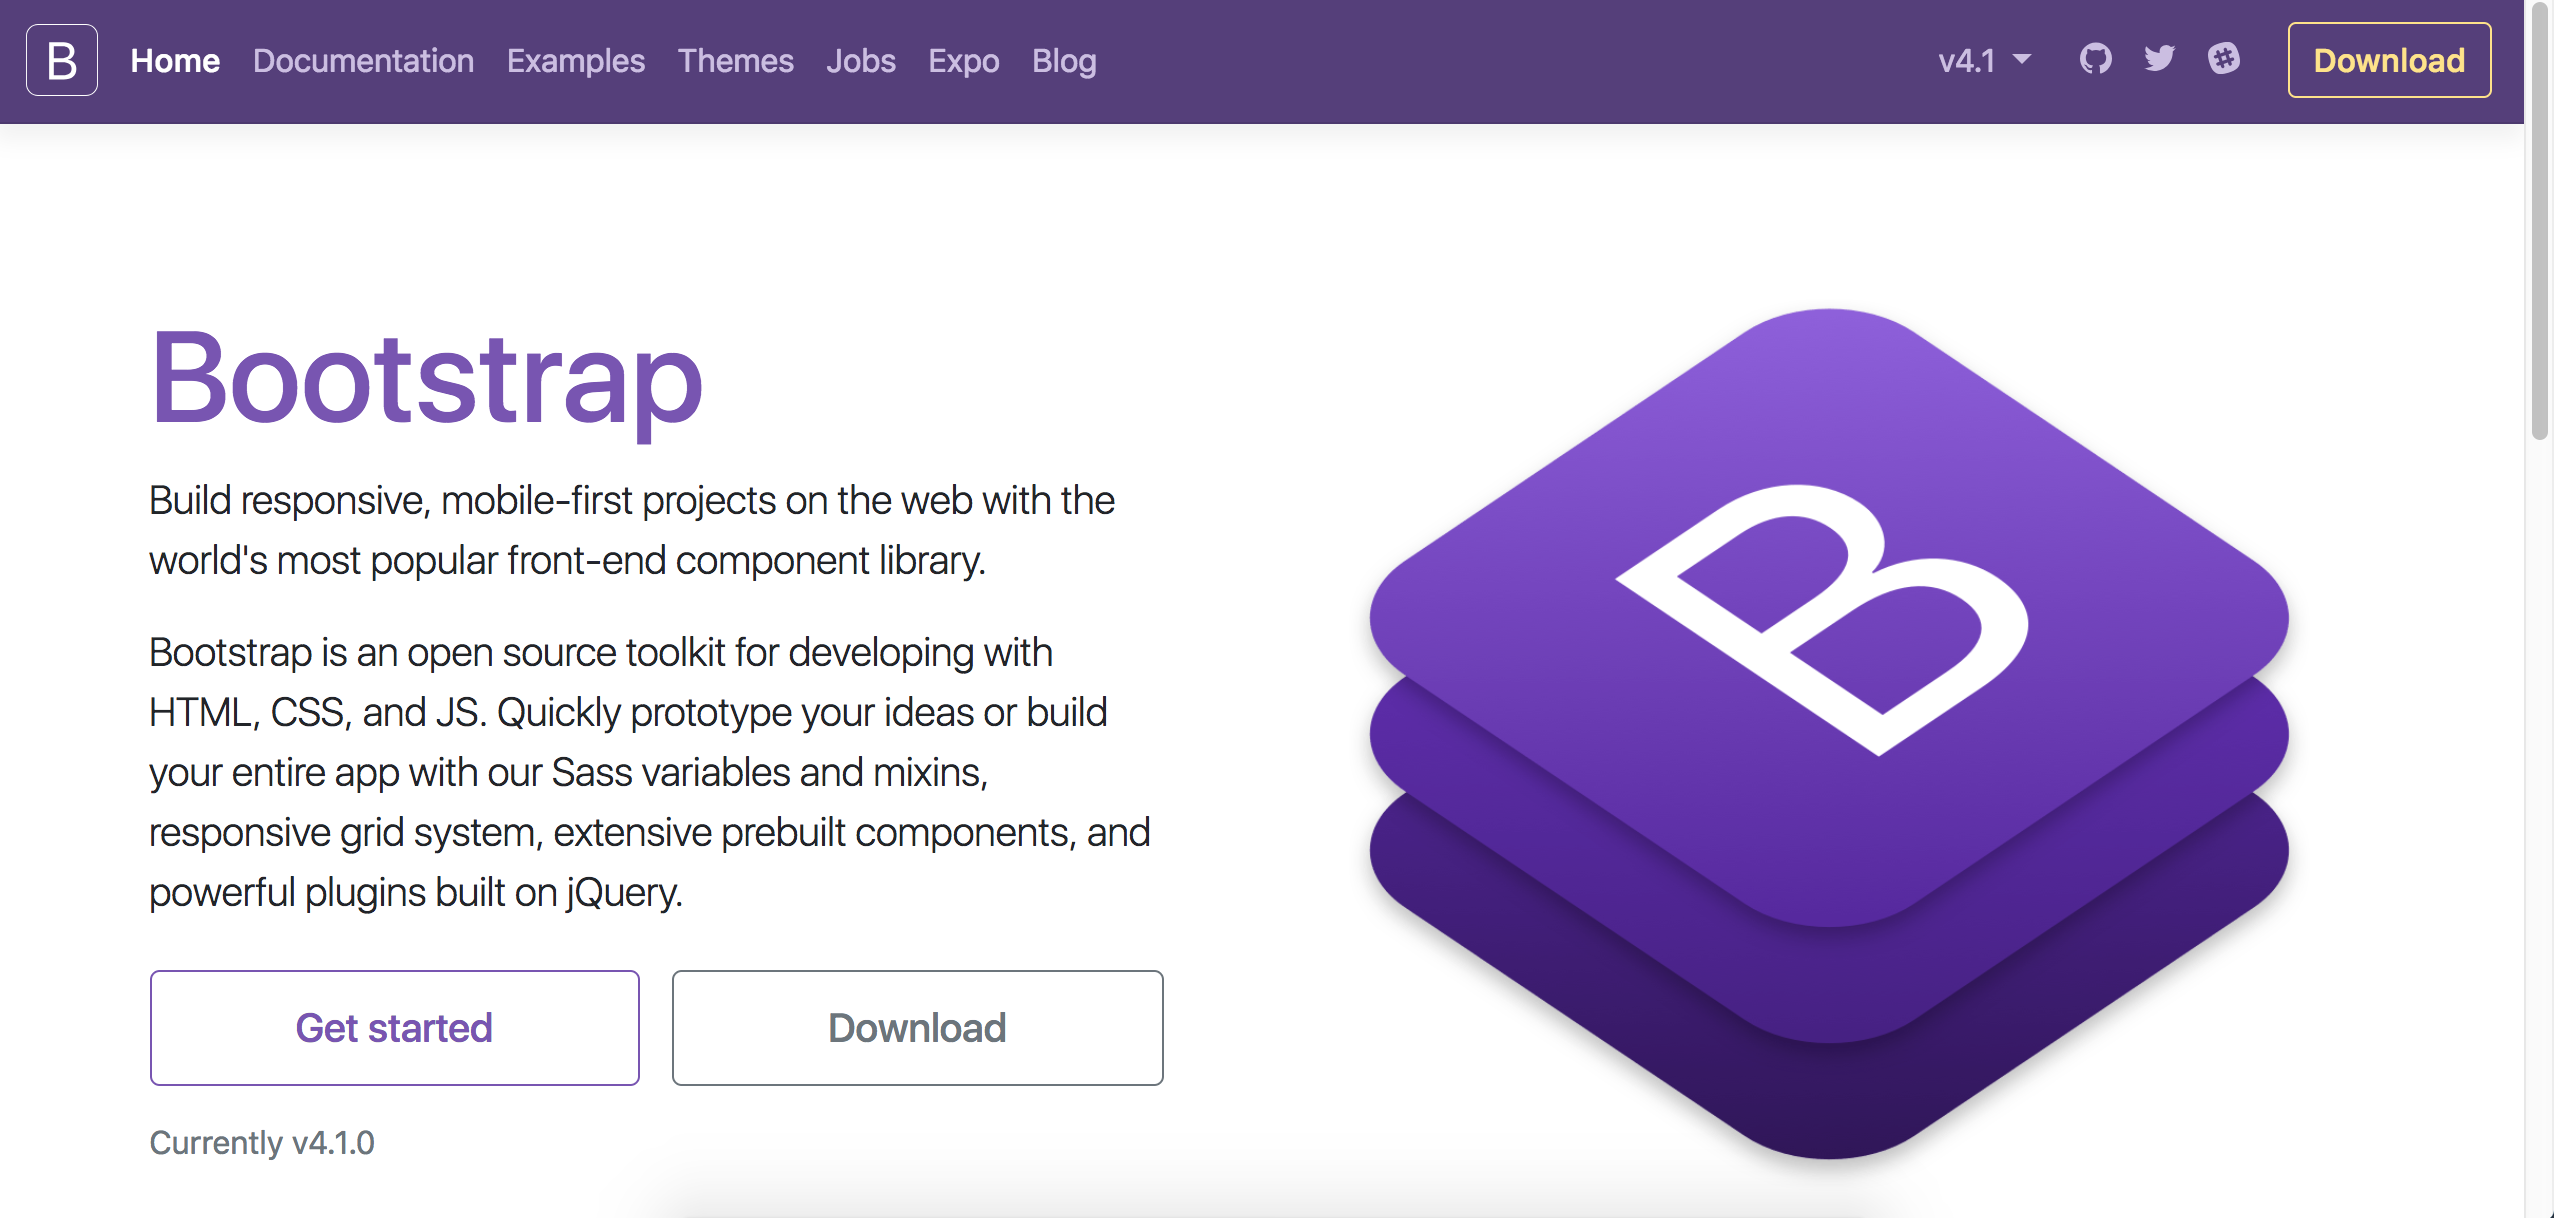 B Home Documentation Examples Themes Jobs Expo Blog v4.1 Download
Bootstrap
Build responsive, mobile-first projects on the web with the
world's most popular front-end component library.
Bootstrap is an open source toolkit for developing with
HTML, CSS, and JS. Quickly prototype your ideas or build
your entire app with our Sass variables and mixins,
responsive grid system, extensive prebuilt components, and
powerful plugins built on jQuery.
Get started Download
Currently v4.1.0
B